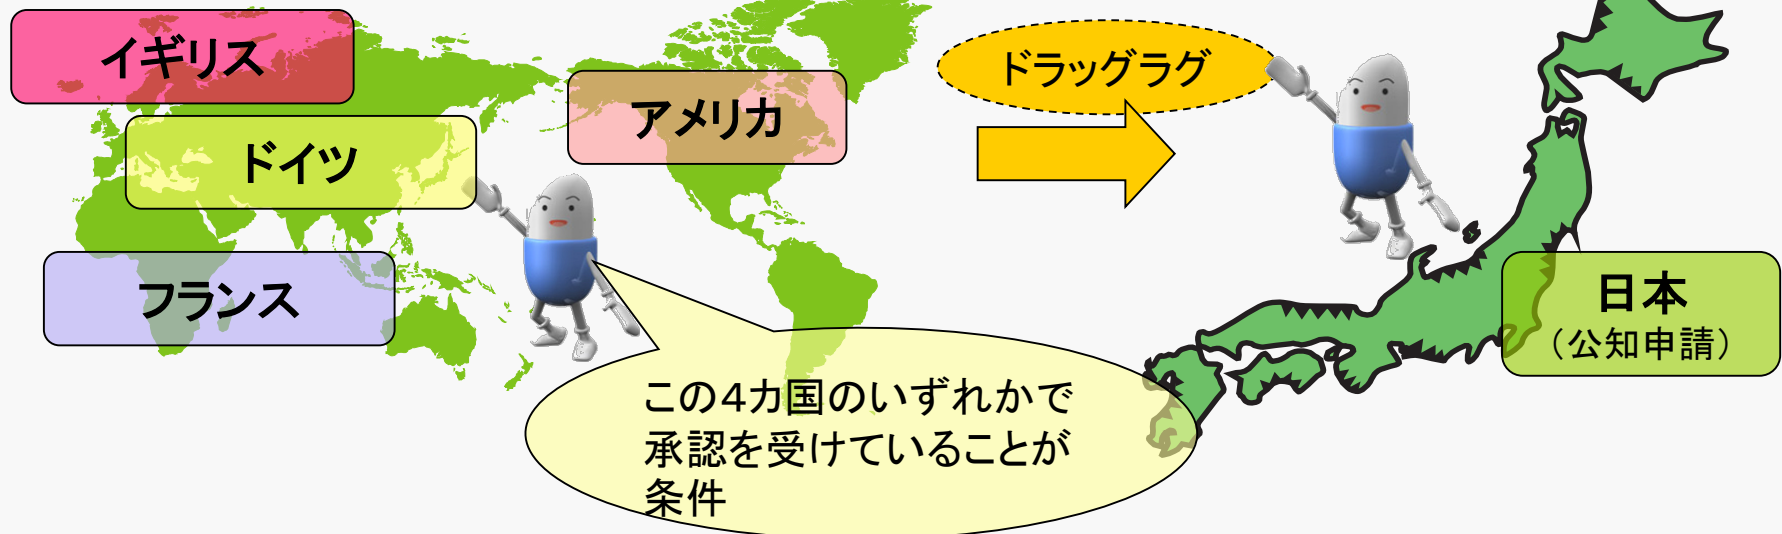 イギリス
ドイツ
フランス
アメリカ
ドラッグラグ
この4カ国のいずれかで
承認を受けていることが
条件
日本
（公知申請）